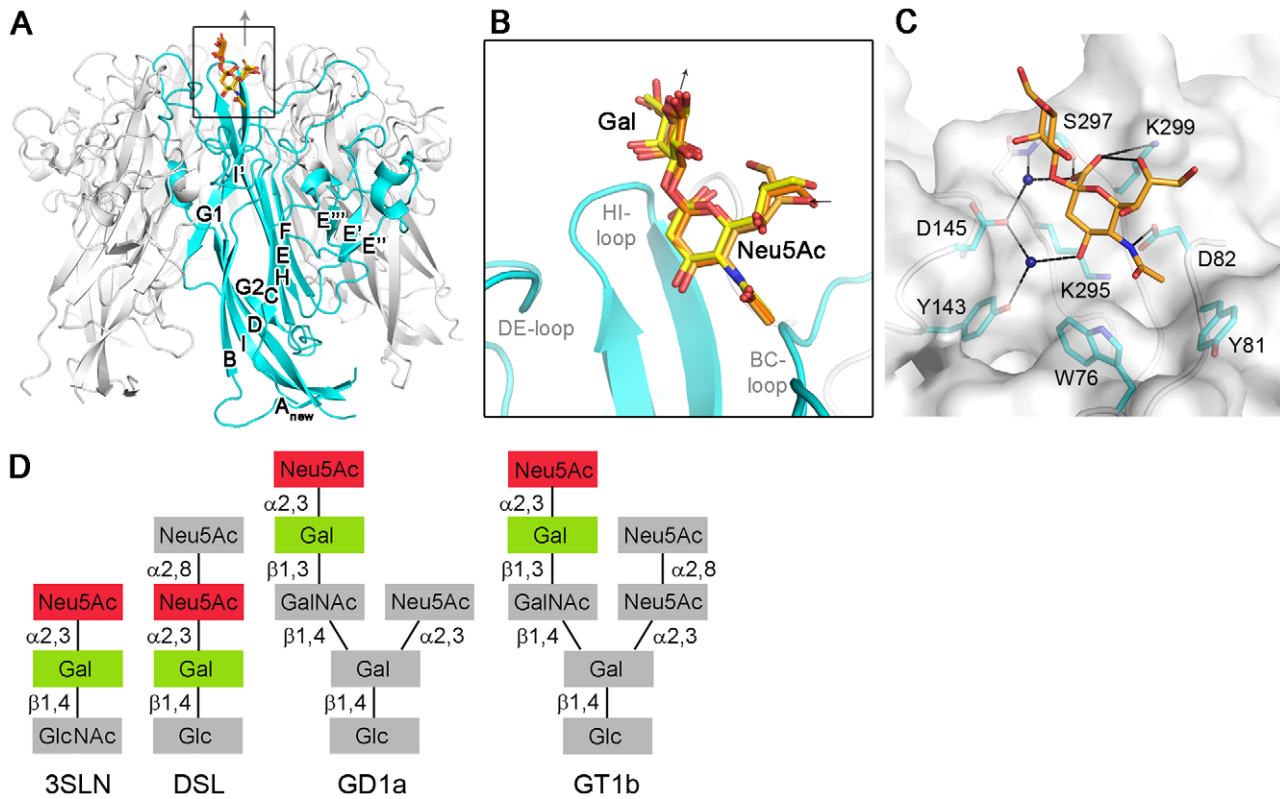 A
I'
G1
F
E'''
E'
E''
E
H
G2
C
D
I
B
Anew
B
Gal
HI-
loop
Neu5Ac
DE-loop
BC-
loop
C
S297
K299
D145
D82
K295
Y143
Y81
W76
D
Neu5Ac
α2,3
Gal
β1,4
GlcNAc
3SLN
Neu5Ac
α2,8
Neu5Ac
α2,3
Gal
β1,4
Glc
DSL
Neu5Ac
α2,3
Gal
β1,3
GalNAc
Neu5Ac
β1,4
α2,3
Gal
β1,4
Glc
GD1a
Neu5Ac
α2,3
Gal
Neu5Ac
β1,3
α2,8
GalNAc
Neu5Ac
β1,4
α2,3
Gal
β1,4
Glc
GT1b